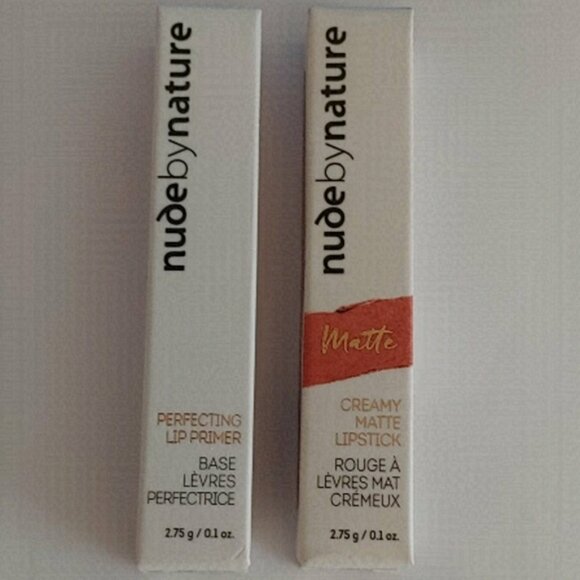 nudebynature
PERFECTING
LIP PRIMER
BASE
LÈVRES
PERFECTRICE
2.75 g / 0.1 oz.
nudebynature
Matte
CREAMY
MATTE
LIPSTICK
ROUGE À
LÈVRES MAT
CRÉMEUX
2.75 g / 0.1 oz.